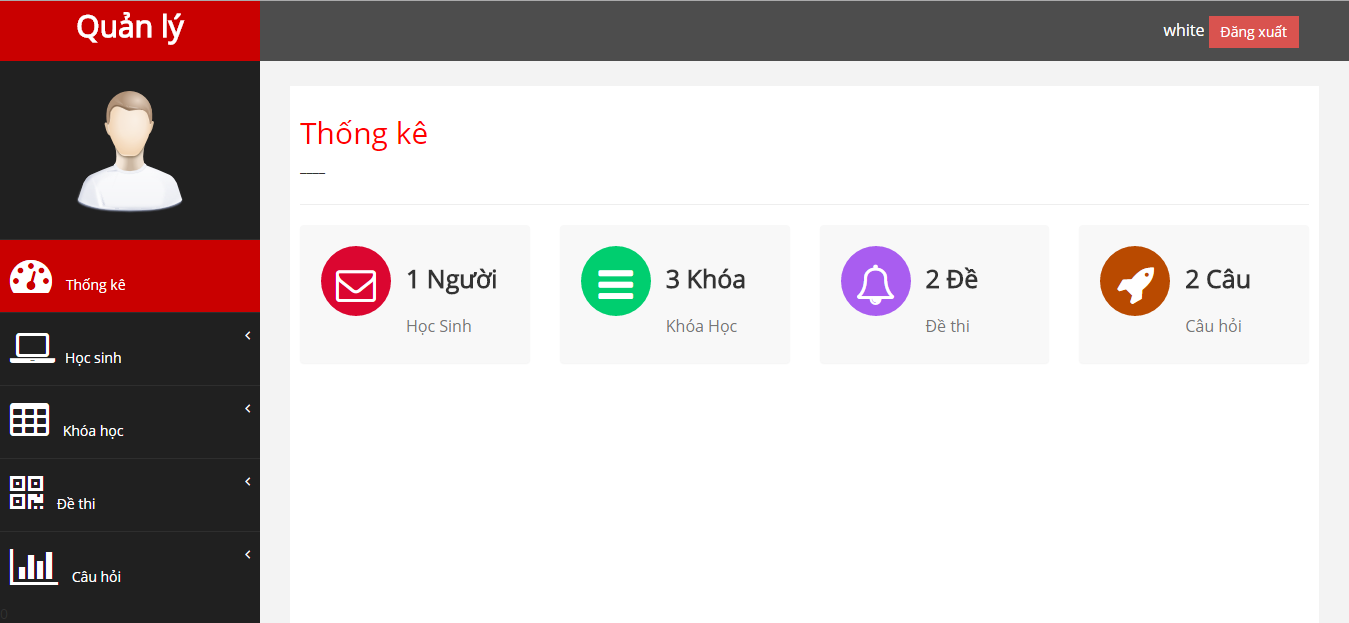 Quản lý
white Đăng xuất
Thống kê
Học sinh
Khóa học
Đề thi
Câu hỏi
Thống kê
1 Người
Học Sinh
3 Khóa
Khóa Học
2 Đề
Đề thi
2 Câu
Câu hỏi